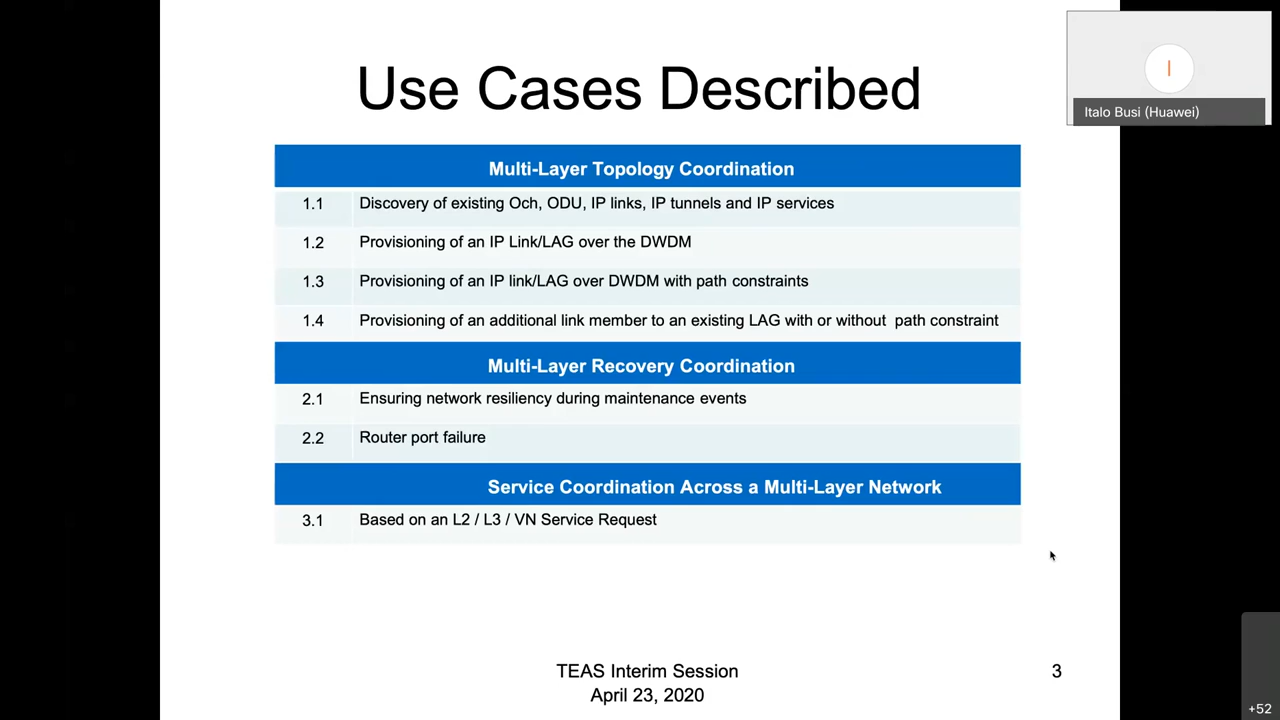 Use Cases Described
I
Italo Busi (Huawei)
Multi-Layer Topology Coordination
1.1 Discovery of existing Och, ODU, IP links, IP tunnels and IP services
1.2 Provisioning of an IP Link/LAG over the DWDM
1.3 Provisioning of an IP link/LAG over DWDM with path constraints
1.4 Provisioning of an additional link member to an existing LAG with or without path constraint
Multi-Layer Recovery Coordination
2.1 Ensuring network resiliency during maintenance events
2.2 Router port failure
Service Coordination Across a Multi-Layer Network
3.1 Based on an L2 / L3 / VN Service Request
TEAS Interim Session
April 23, 2020
3
+52